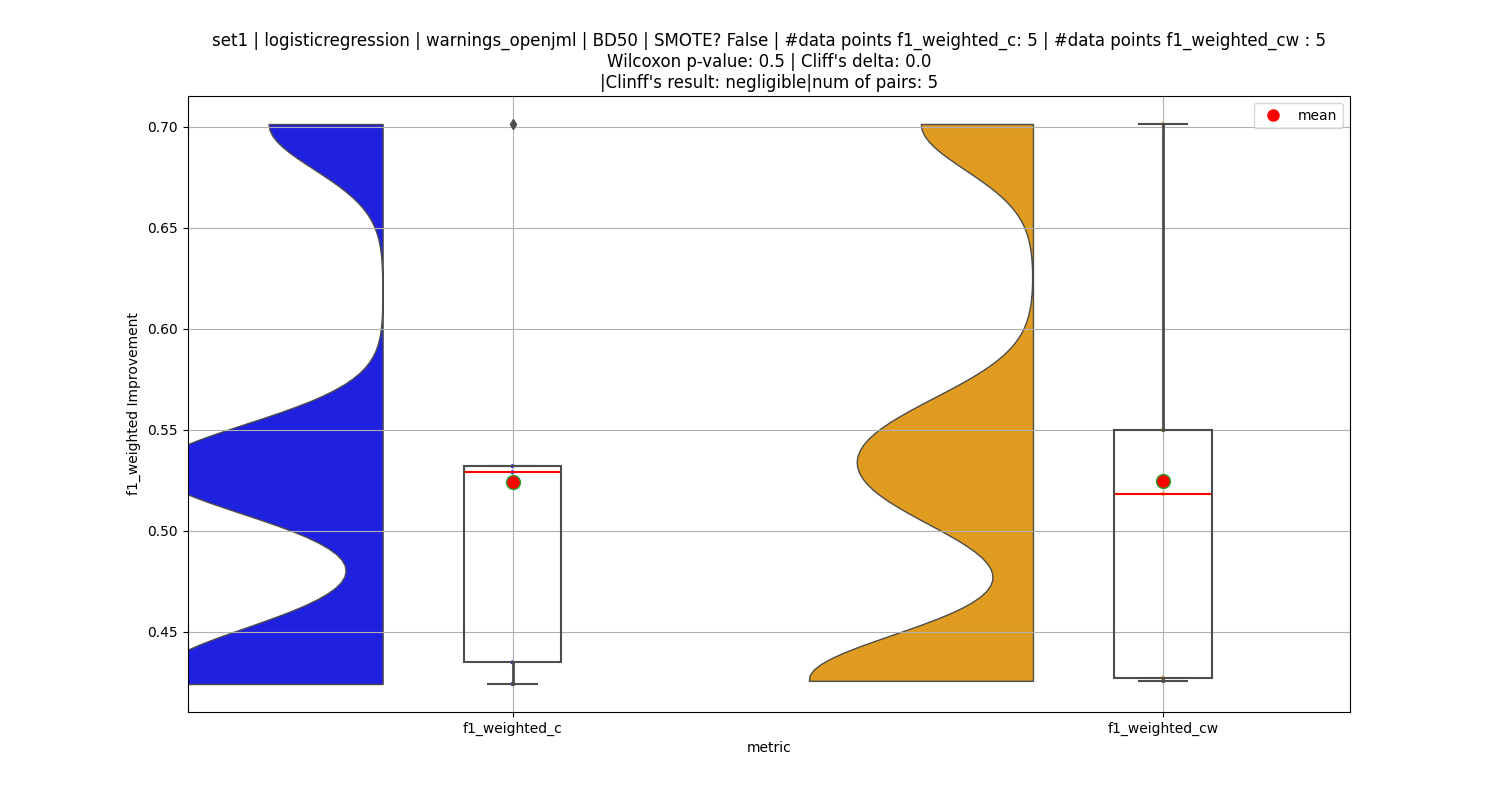 set1 | logisticregression | warnings_openjml | BD50 | SMOTE? False | #data points f1_weighted_c: 5 | #data points f1_weighted_cw : 5
Wilcoxon p-value: 0.5 | Cliff's delta: 0.0
|Clinff's result: negligible|num of pairs: 5
mean
0.70
0.65
0.60
0.55
0.50
0.45
f1_weighted Improvement
f1_weighted_c
f1_weighted_cw
metric